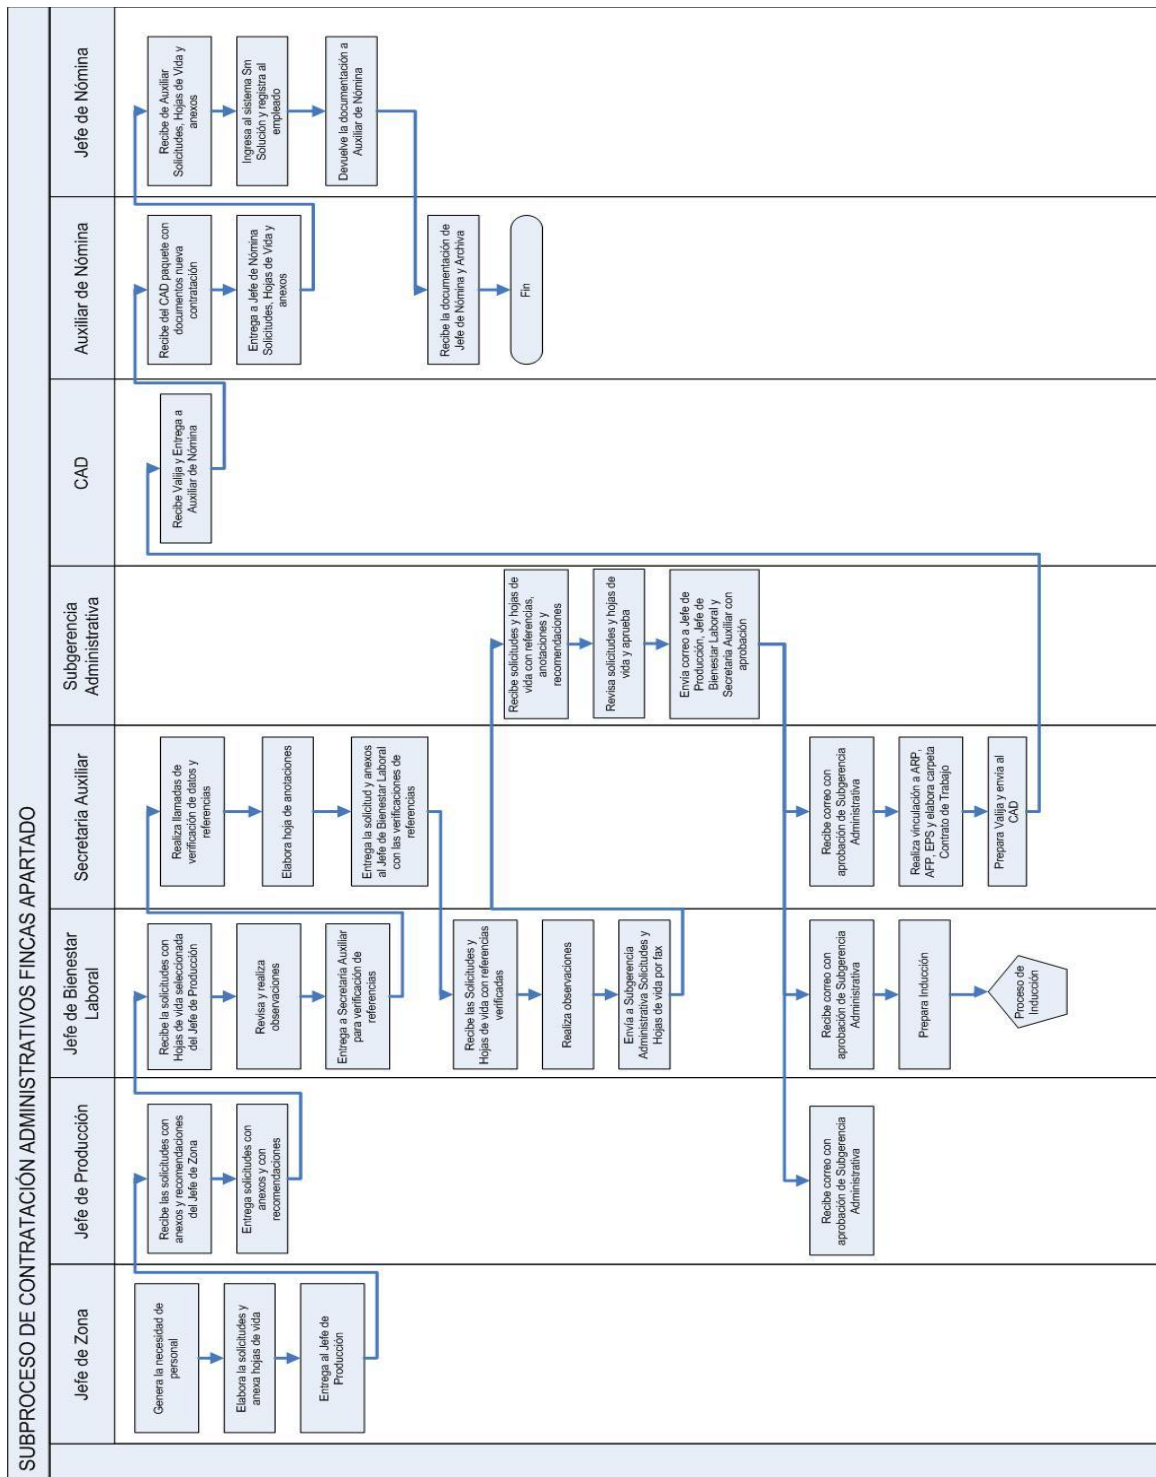 SUBPROCESO DE CONTRATACIÓN ADMINISTRATIVOS FINCAS APARTADO
Jefe de Zona
Jefe de Producción
Jefe de Bienestar
Laboral
Secretaria Auxiliar
Subgerencia
Administrativa
CAD
Auxiliar de Nómina
Jefe de Nómina
Genera la necesidad de
personal
Elabora la solicitudes y
anexa hojas de vida
Entrega al Jefe de
Producción
Recibe las solicitudes con
anexos y recomendaciones
del Jefe de Zona
Entrega solicitudes con
anexos y con
recomendaciones
Recibe correo con
aprobación de Subgerencia
Administrativa
Recibe la solicitudes con
Hojas de vida seleccionada
del Jefe de Producción
Revisa y realiza
observaciones
Entrega a Secretaria Auxiliar
para verificación de
referencias
Recibe las Solicitudes y
Hojas de vida con referencias
verificadas
Realiza observaciones
Envía a Subgerencia
Administrativa Solicitudes y
Hojas de vida por fax
Recibe correo con
aprobación de Subgerencia
Administrativa
Prepara Inducción
Proceso de
Inducción
Realiza llamadas de
verificación de datos y
referencias
Elabora hoja de anotaciones
Entrega la solicitud y anexos
al Jefe de Bienestar Laboral
con las verificaciones de
referencias
Recibe correo con
aprobación de Subgerencia
Administrativa
Realiza vinculación a ARP,
AFP, EPS y elabora carpeta
Contrato de Trabajo
Prepara Valija y envía al
CAD
Recibe solicitudes y hojas de
vida con referencias,
anotaciones y
recomendaciones
Revisa solicitudes y hojas de
vida y aprueba
Envía correo a Jefe de
Producción, Jefe de
Bienestar Laboral y
Secretaria Auxiliar con
aprobación
Recibe Valija y Entrega a
Auxiliar de Nómina
Recibe del CAD paquete con
documentos nueva
contratación
Entrega a Jefe de Nómina
Solicitudes, Hojas de Vida y
anexos
Recibe la documentación de
Jefe de Nómina y Archiva
Fin
Recibe de Auxiliar
Solicitudes, Hojas de Vida y
anexos
Ingresa al sistema Sm
Solución y registra al
empleado
Devuelve la documentación a
Auxiliar de Nómina